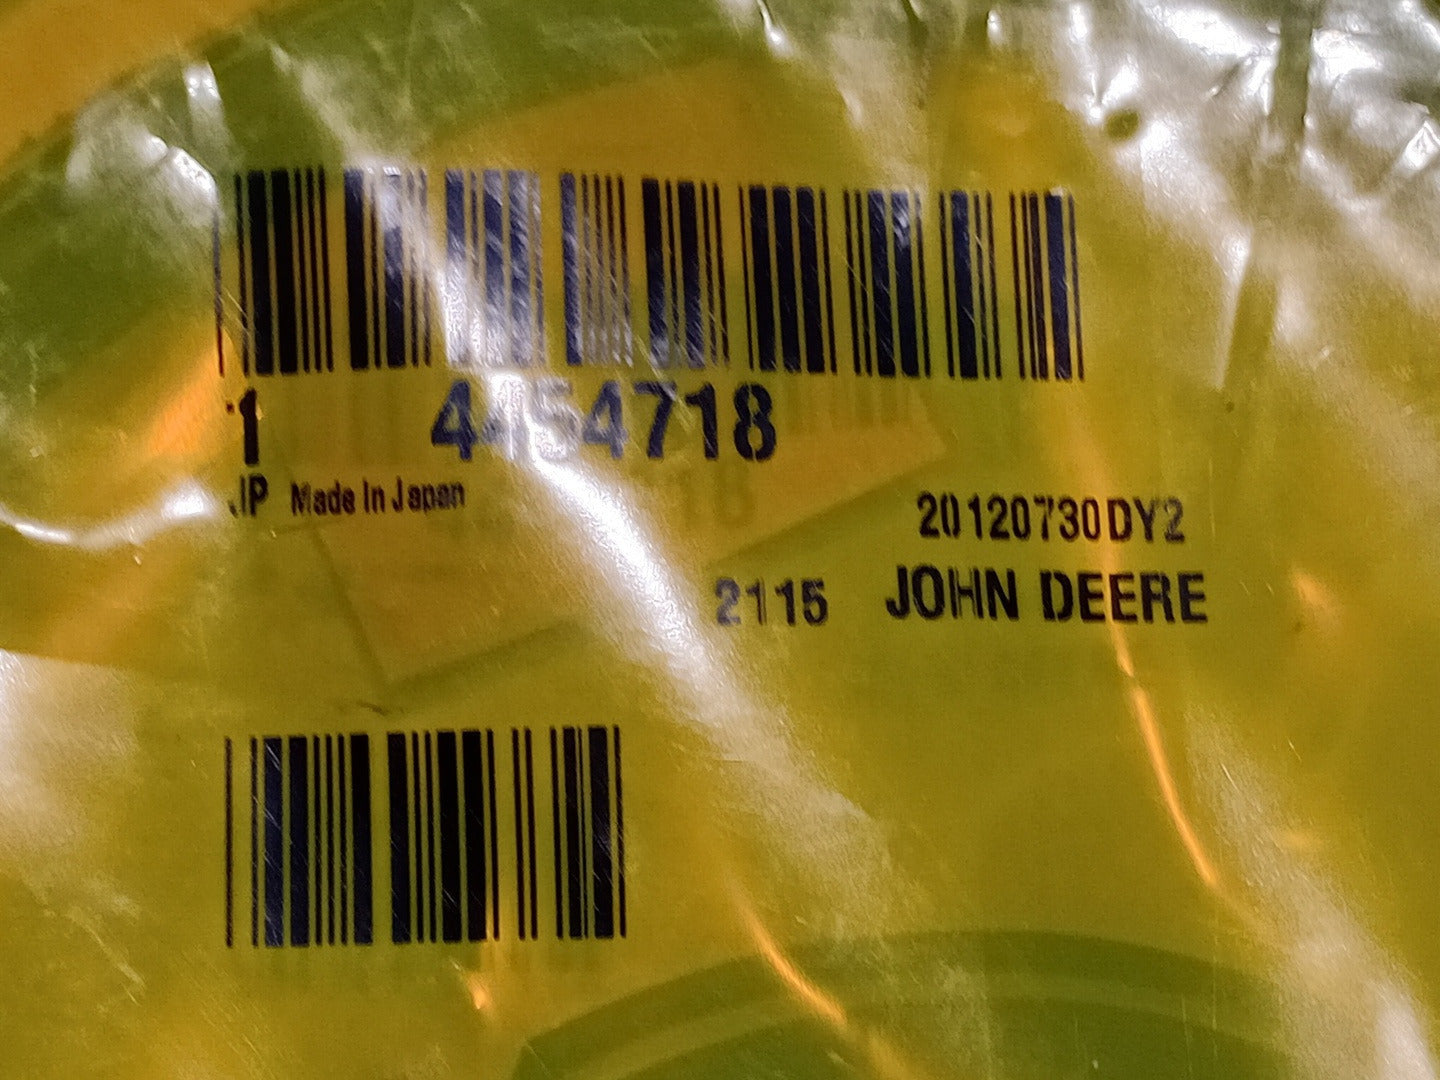 1 4454718
JP Made In Japan
20120730DY2
2115 JOHN DEERE